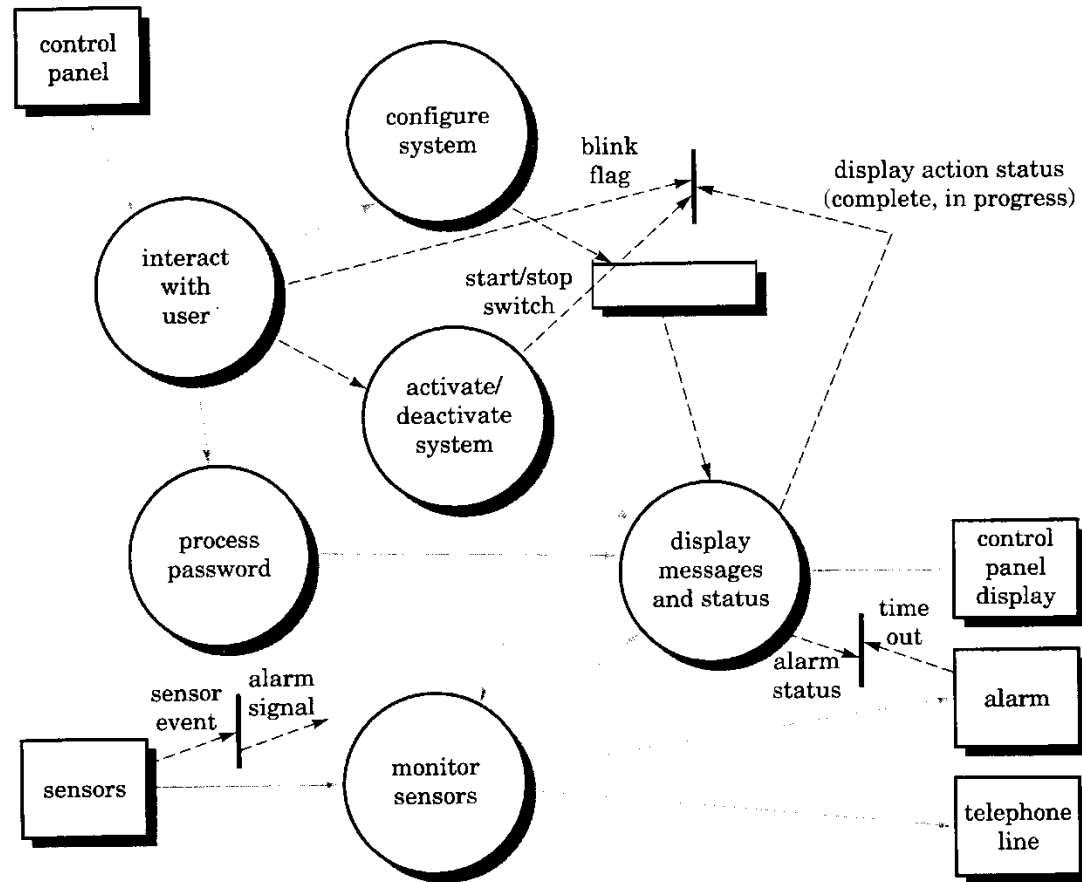 control
panel
configure
system
blink
flag
display action status
(complete, in progress)
interact
with
user
start/stop
switch
activate/
deactivate
system
process
password
display
messages
and status
control
panel
display
time
out
alarm
status
sensor
event
alarm
signal
alarm
sensors
monitor
sensors
telephone
line